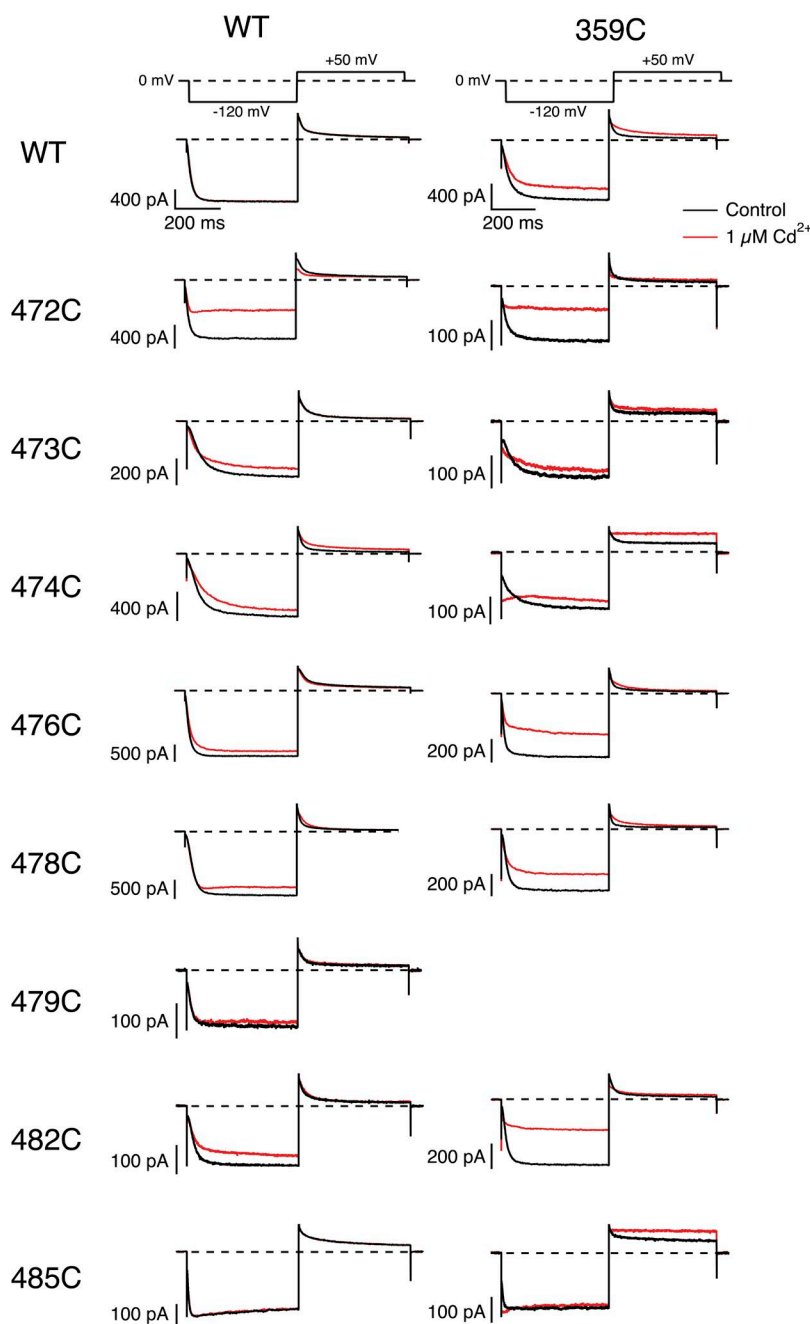 WT 359C
+50 mV +50 mV
0 mV 0 mV
-120 mV -120 mV
WT
400 pA 400 pA
200 ms 200 ms
Control
1 µM Cd²⁺
472C
400 pA 100 pA
473C
200 pA 100 pA
474C
400 pA 100 pA
476C
500 pA 200 pA
478C
500 pA 200 pA
479C
100 pA
482C
100 pA 200 pA
485C
100 pA 100 pA